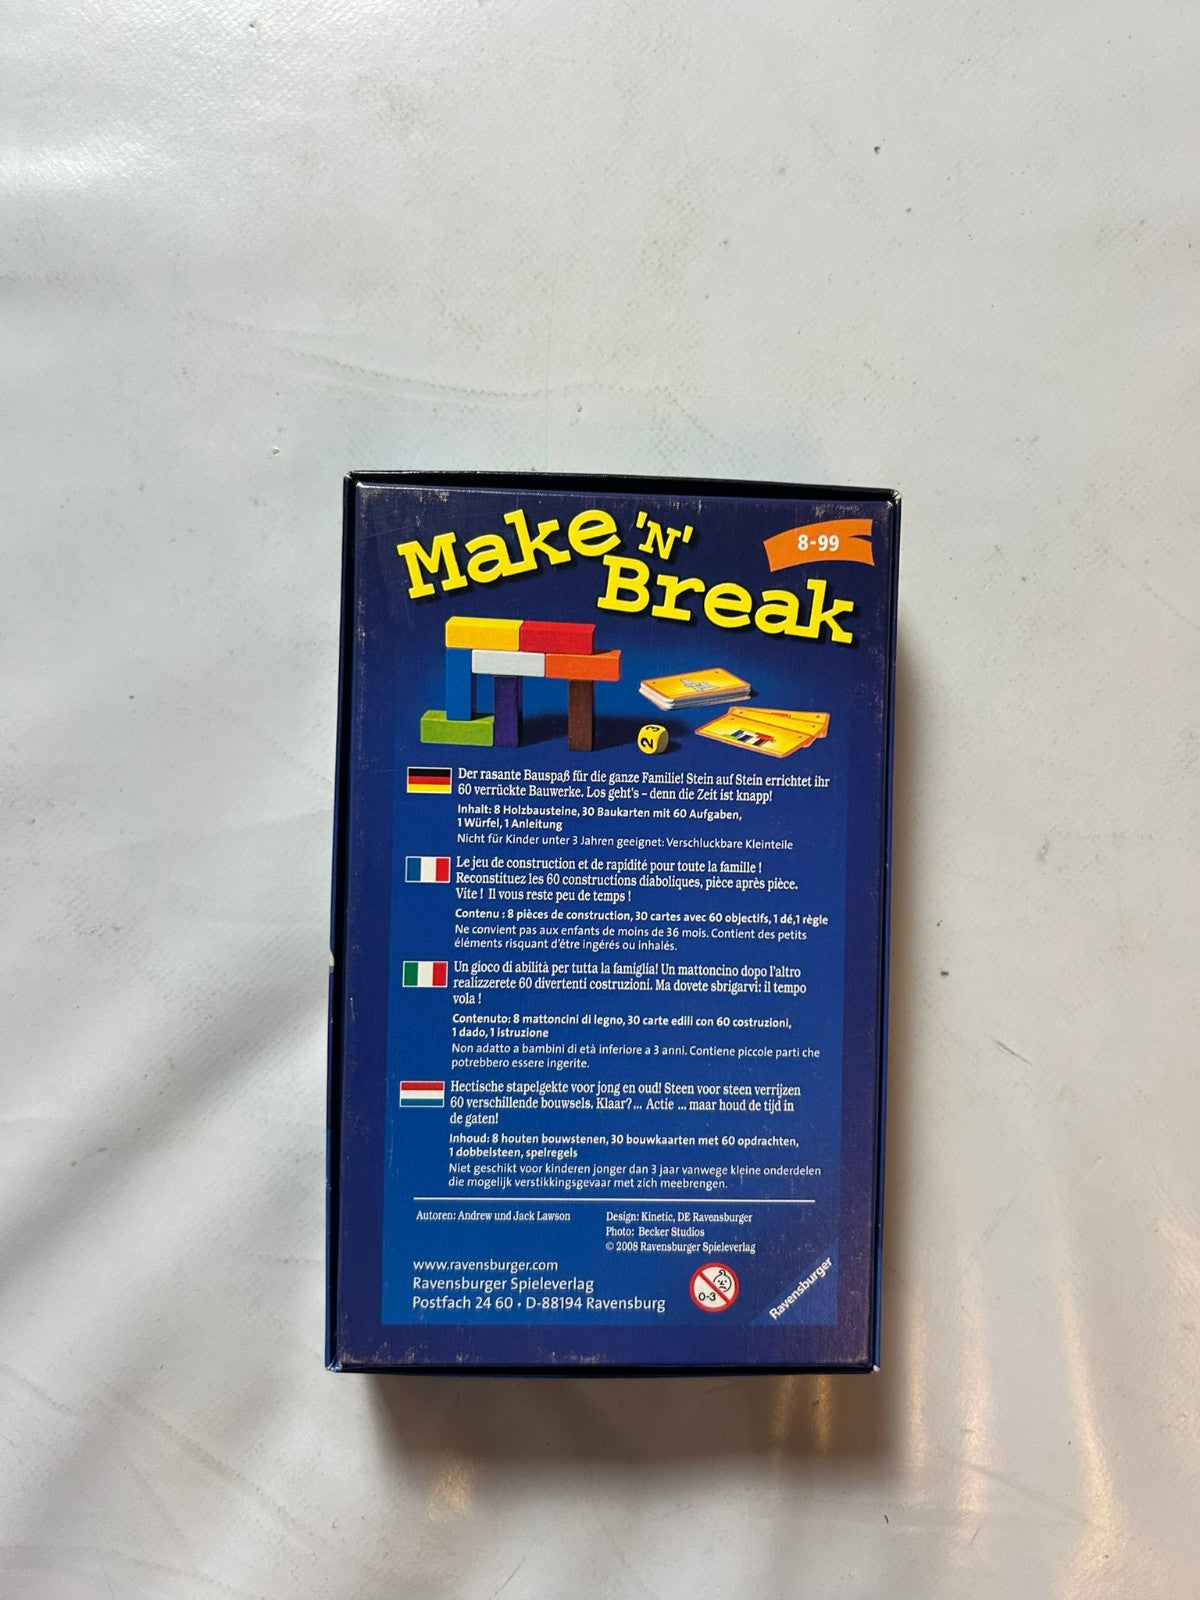 Make 'N' Break
8-99
2 3
Der rasante Bauspaß für die ganze Familie! Stein auf Stein errichtet ihr
60 verrückte Bauwerke. Los geht's – denn die Zeit ist knapp!
Inhalt: 8 Holzbausteine, 30 Baukarten mit 60 Aufgaben,
1 Würfel, 1 Anleitung
Nicht für Kinder unter 3 Jahren geeignet: Verschluckbare Kleinteile
Le jeu de construction et de rapidité pour toute la famille !
Reconstituez les 60 constructions diaboliques, pièce après pièce.
Vite ! Il vous reste peu de temps !
Contenu : 8 pièces de construction, 30 cartes avec 60 objectifs, 1 dé,1 règle
Ne convient pas aux enfants de moins de 36 mois. Contient des petits
éléments risquant d'être ingérés ou inhalés.
Un gioco di abilità per tutta la famiglia! Un mattoncino dopo l'altro
realizzerete 60 divertenti costruzioni. Ma dovete sbrigarvi: il tempo
vola !
Contenuto: 8 mattoncini di legno, 30 carte edili con 60 costruzioni,
1 dado, 1 istruzione
Non adatto a bambini di età inferiore a 3 anni. Contiene piccole parti che
potrebbero essere ingerite.
Hectische stapelgekte voor jong en oud! Steen voor steen verrijzen
60 verschillende bouwsels. Klaar?... Actie ... maar houd de tijd in
de gaten!
Inhoud: 8 houten bouwstenen, 30 bouwkaarten met 60 opdrachten,
1 dobbelsteen, spelregels
Niet geschikt voor kinderen jonger dan 3 jaar vanwege kleine onderdelen
die mogelijk verstikkingsgevaar met zich meebrengen.
Autoren: Andrew und Jack Lawson
Design: Kinetic, DE Ravensburger
Photo: Becker Studios
© 2008 Ravensburger Spieleverlag
www.ravensburger.com
Ravensburger Spieleverlag
Postfach 24 60 • D-88194 Ravensburg
0-3
Ravensburger